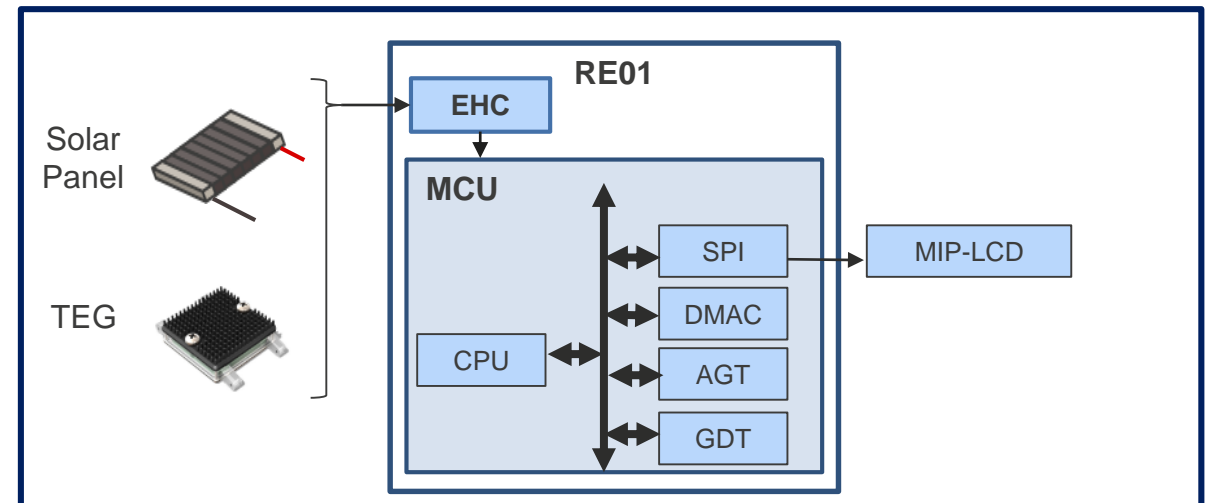 RE01
EHC
Solar
Panel
MCU
SPI
MIP-LCD
TEG
DMAC
CPU
AGT
GDT